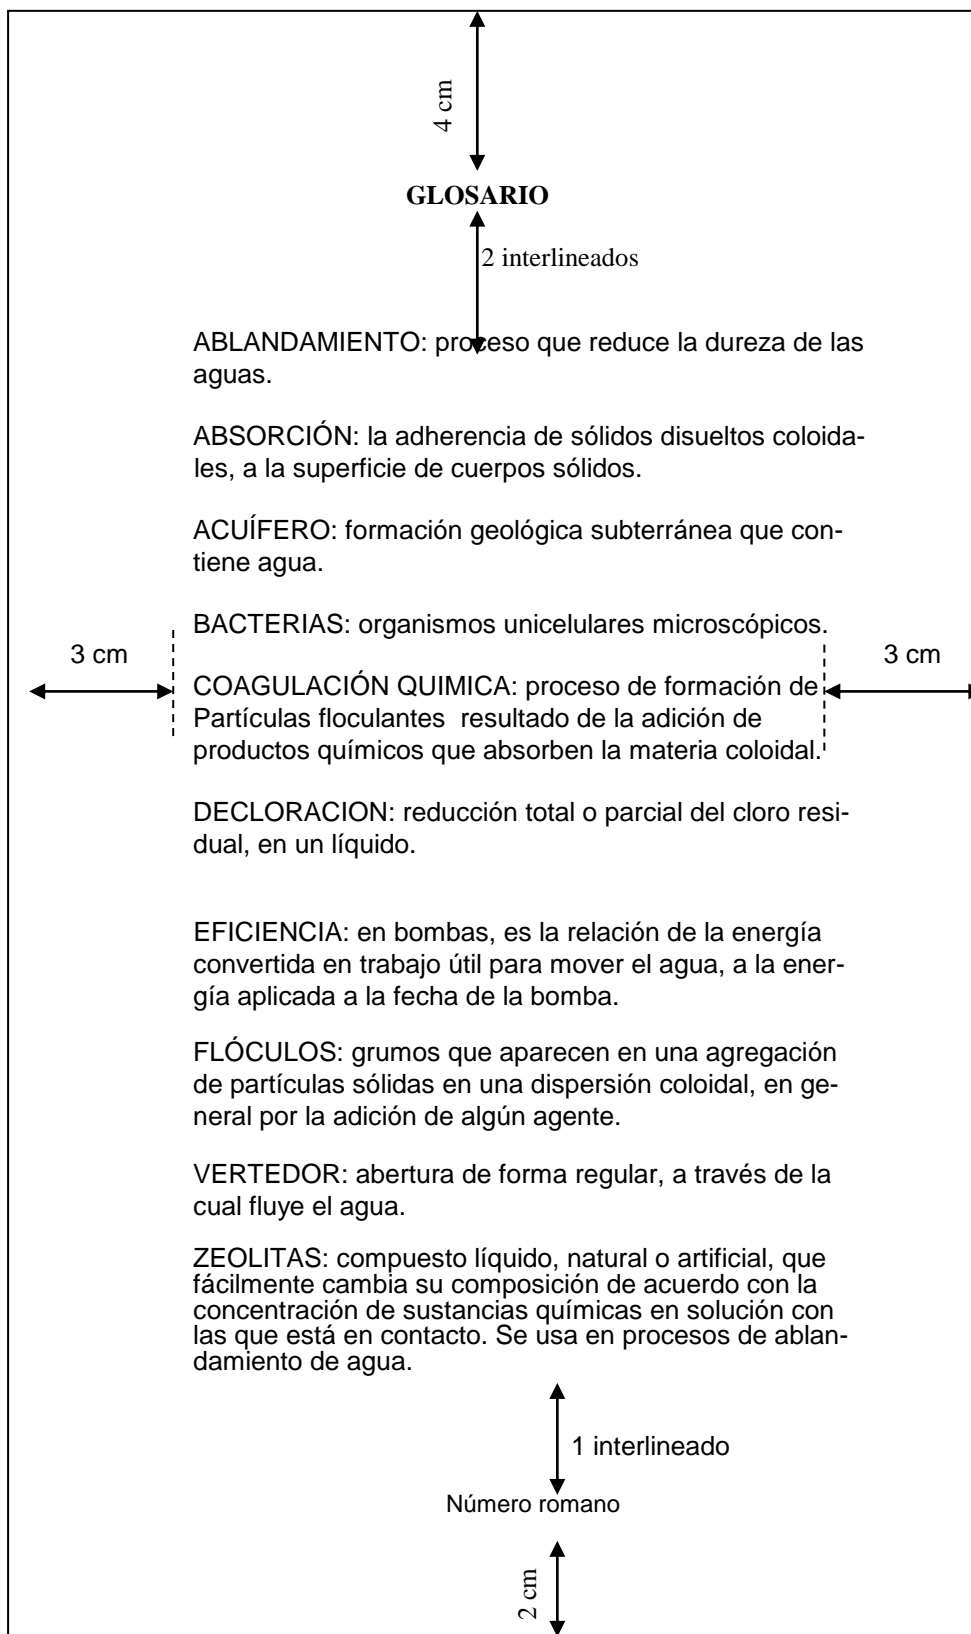 4 cm
GLOSARIO
2 interlineados
ABLANDAMIENTO: proceso que reduce la dureza de las
aguas.
ABSORCIÓN: la adherencia de sólidos disueltos coloida-
les, a la superficie de cuerpos sólidos.
ACUÍFERO: formación geológica subterránea que con-
tiene agua.
BACTERIAS: organismos unicelulares microscópicos.
3 cm
3 cm
COAGULACIÓN QUIMICA: proceso de formación de
Partículas floculantes  resultado de la adición de
productos químicos que absorben la materia coloidal.
DECLORACION: reducción total o parcial del cloro resi-
dual, en un líquido.
EFICIENCIA: en bombas, es la relación de la energía
convertida en trabajo útil para mover el agua, a la ener-
gía aplicada a la fecha de la bomba.
FLÓCULOS: grumos que aparecen en una agregación
de partículas sólidas en una dispersión coloidal, en ge-
neral por la adición de algún agente.
VERTEDOR: abertura de forma regular, a través de la
cual fluye el agua.
ZEOLITAS: compuesto líquido, natural o artificial, que
fácilmente cambia su composición de acuerdo con la
concentración de sustancias químicas en solución con
las que está en contacto. Se usa en procesos de ablan-
damiento de agua.
1 interlineado
Número romano
2 cm